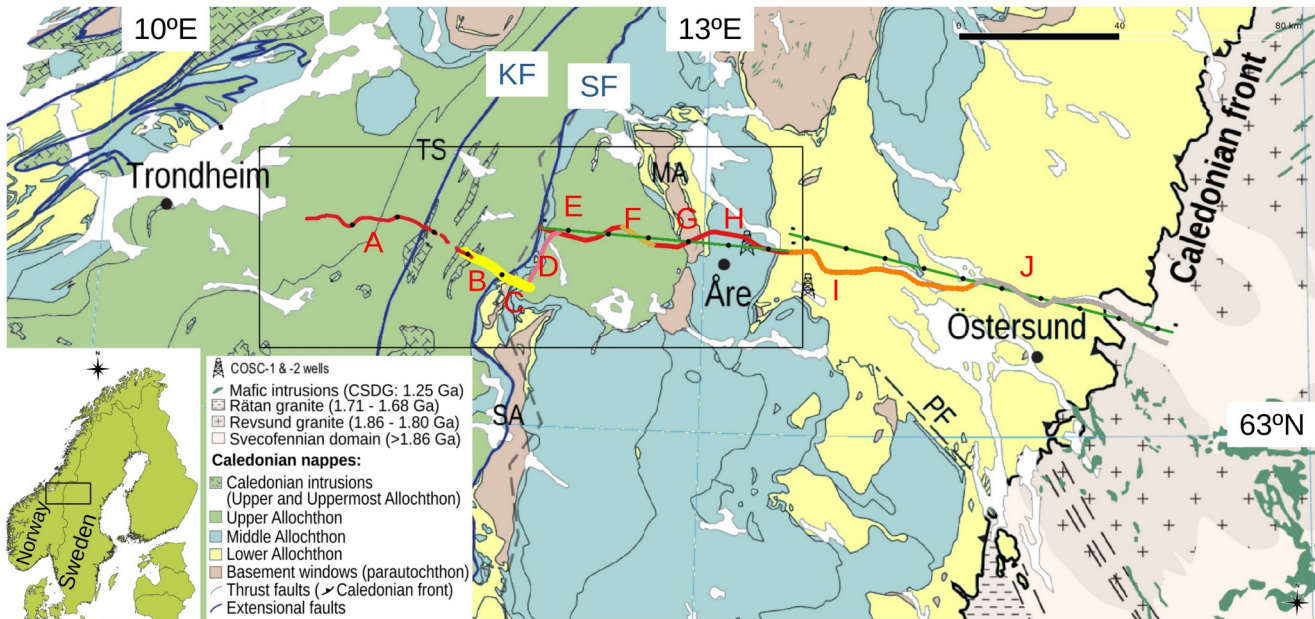 10ºE
13ºE
0 40 80 km
KF
SF
Caledonian front
TS
MA
Trondheim
A
B
C
D
E
F
G
H
I
J
Åre
Östersund
SA
PF
63ºN
N
Norway
Sweden
COSC-1 & -2 wells
Mafic intrusions (CSDG: 1.25 Ga)
Rätan granite (1.71 - 1.68 Ga)
Revsund granite (1.86 - 1.80 Ga)
Svecofennian domain (>1.86 Ga)
Caledonian nappes:
Caledonian intrusions
(Upper and Uppermost Allochthon)
Upper Allochthon
Middle Allochthon
Lower Allochthon
Basement windows (parautochthon)
Thrust faults ( Caledonian front)
Extensional faults